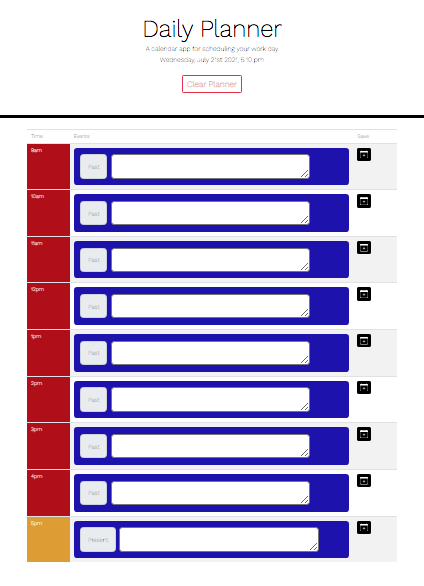 Daily Planner
A calendar app for scheduling your work day
Wednesday, July 21st 2021, 5:10 pm
Clear Planner
Time Events Save
9am Past
10am Past
11am Past
12pm Past
1pm Past
2pm Past
3pm Past
4pm Past
5pm Present